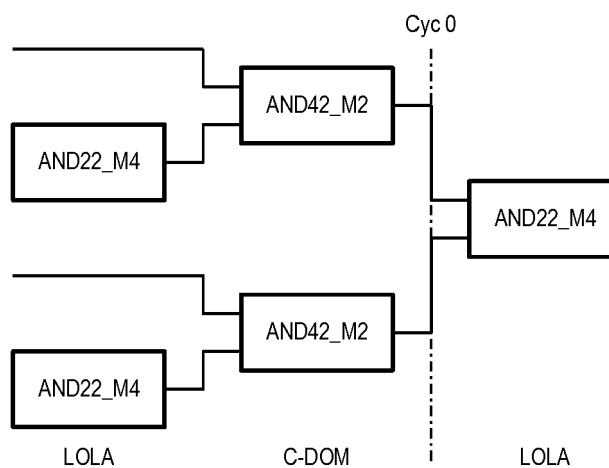 Cyc 0
AND42_M2
AND22_M4
AND22_M4
AND42_M2
AND22_M4
LOLA C-DOM LOLA